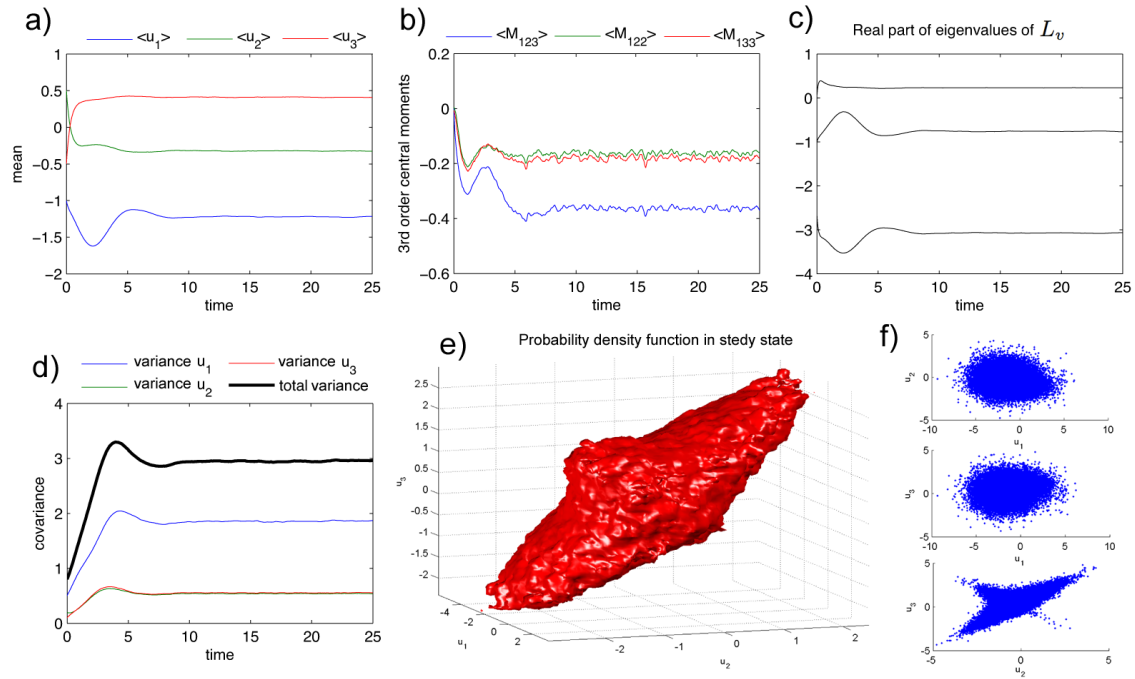 a)
<u1> <u2> <u3>
1
0.5
0
−0.5
−1
−1.5
−2
mean
0 5 10 15 20 25
time
b)
<M123> <M122> <M133>
0.2
0
−0.2
−0.4
−0.6
3rd order central moments
0 5 10 15 20 25
time
c)
Real part of eigenvalues of Lv
1
0
−1
−2
−3
−4
0 5 10 15 20 25
time
d)
variance u1 variance u3
variance u2 total variance
4
3
2
1
0
covariance
0 5 10 15 20 25
time
e)
Probability density function in stedy state
2.5
2
1.5
1
0.5
0
−0.5
−1
−1.5
−2
u3
−4
−2
0
2
u1
−2 −1 0 1 2
u2
f)
5
0
−5
u2
−10 −5 0 5 10
u1
5
0
−5
u3
−10 −5 0 5 10
u1
5
0
−5
u3
−5 0 5
u2